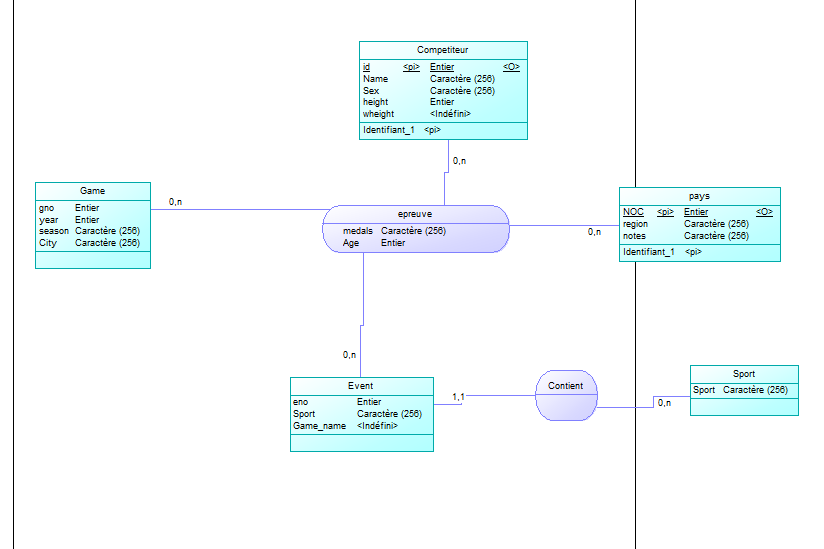 Competiteur
id <pi> Entier <O>
Name Caractère (256)
Sex Caractère (256)
height Entier
wheight <Indéfini>
Identifiant_1 <pi>
0,n
Game
gno Entier
year Entier
season Caractère (256)
City Caractère (256)
0,n
epreuve
medals Caractère (256)
Age Entier
pays
NOC <pi> Entier <O>
region Caractère (256)
notes Caractère (256)
Identifiant_1 <pi>
0,n
0,n
Event
eno Entier
Sport Caractère (256)
Game_name <Indéfini>
1,1
Contient
Sport
Sport Caractère (256)
0,n